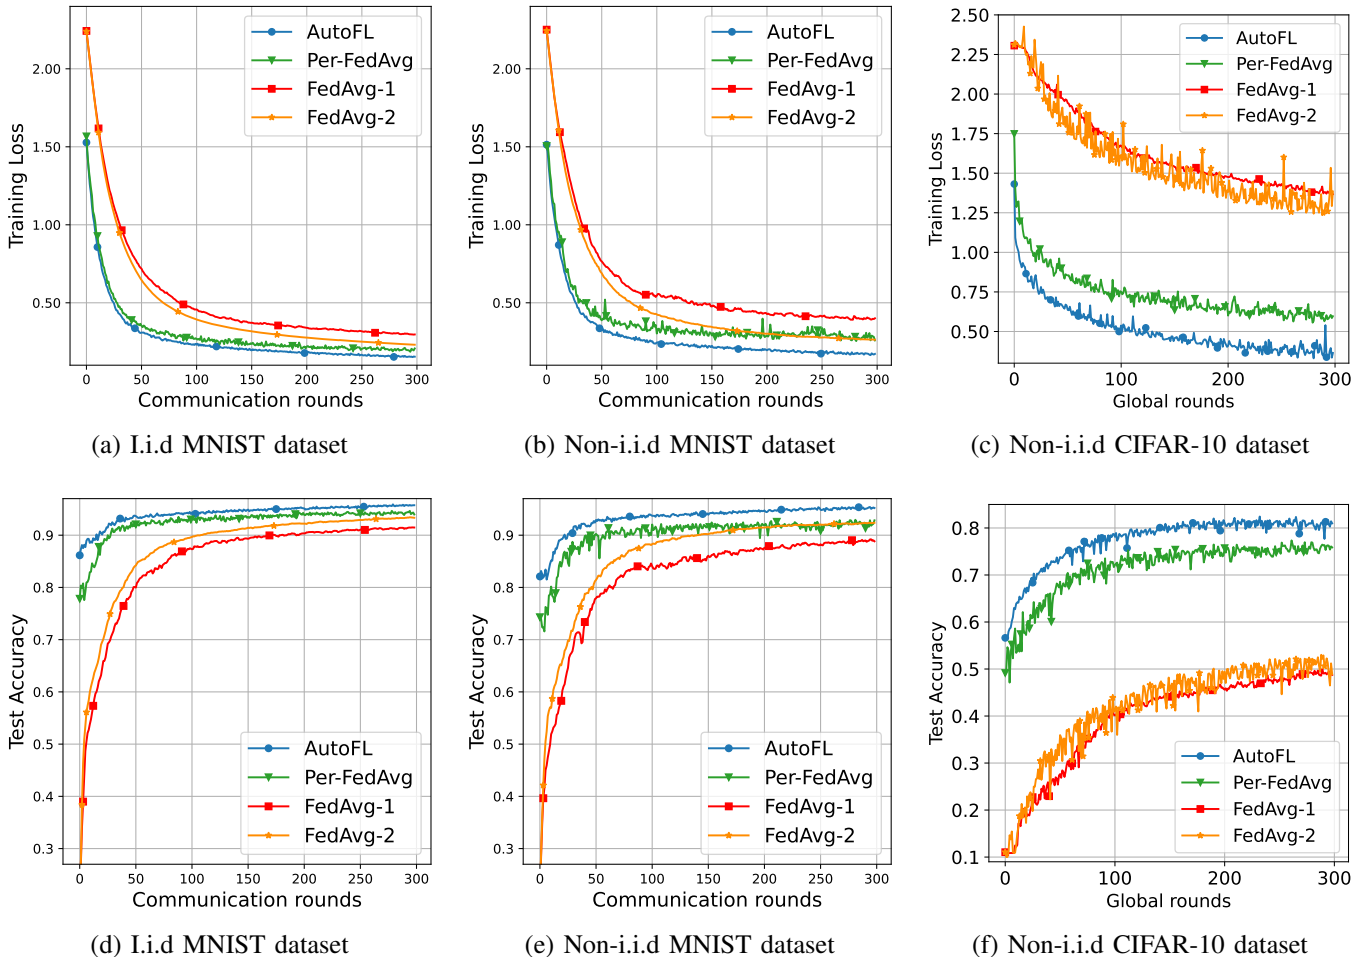 AutoFL
Per-FedAvg
FedAvg-1
FedAvg-2
2.00
1.50
1.00
0.50
Training Loss
0 50 100 150 200 250 300
Communication rounds
(a) I.i.d MNIST dataset
AutoFL
Per-FedAvg
FedAvg-1
FedAvg-2
2.00
1.50
1.00
0.50
Training Loss
0 50 100 150 200 250 300
Communication rounds
(b) Non-i.i.d MNIST dataset
AutoFL
Per-FedAvg
FedAvg-1
FedAvg-2
2.50
2.25
2.00
1.75
1.50
1.25
1.00
0.75
0.50
Training Loss
0 100 200 300
Global rounds
(c) Non-i.i.d CIFAR-10 dataset
0.9
0.8
0.7
0.6
0.5
0.4
0.3
Test Accuracy
AutoFL
Per-FedAvg
FedAvg-1
FedAvg-2
0 50 100 150 200 250 300
Communication rounds
(d) I.i.d MNIST dataset
0.9
0.8
0.7
0.6
0.5
0.4
0.3
Test Accuracy
AutoFL
Per-FedAvg
FedAvg-1
FedAvg-2
0 50 100 150 200 250 300
Communication rounds
(e) Non-i.i.d MNIST dataset
0.8
0.7
0.6
0.5
0.4
0.3
0.2
0.1
Test Accuracy
AutoFL
Per-FedAvg
FedAvg-1
FedAvg-2
0 100 200 300
Global rounds
(f) Non-i.i.d CIFAR-10 dataset